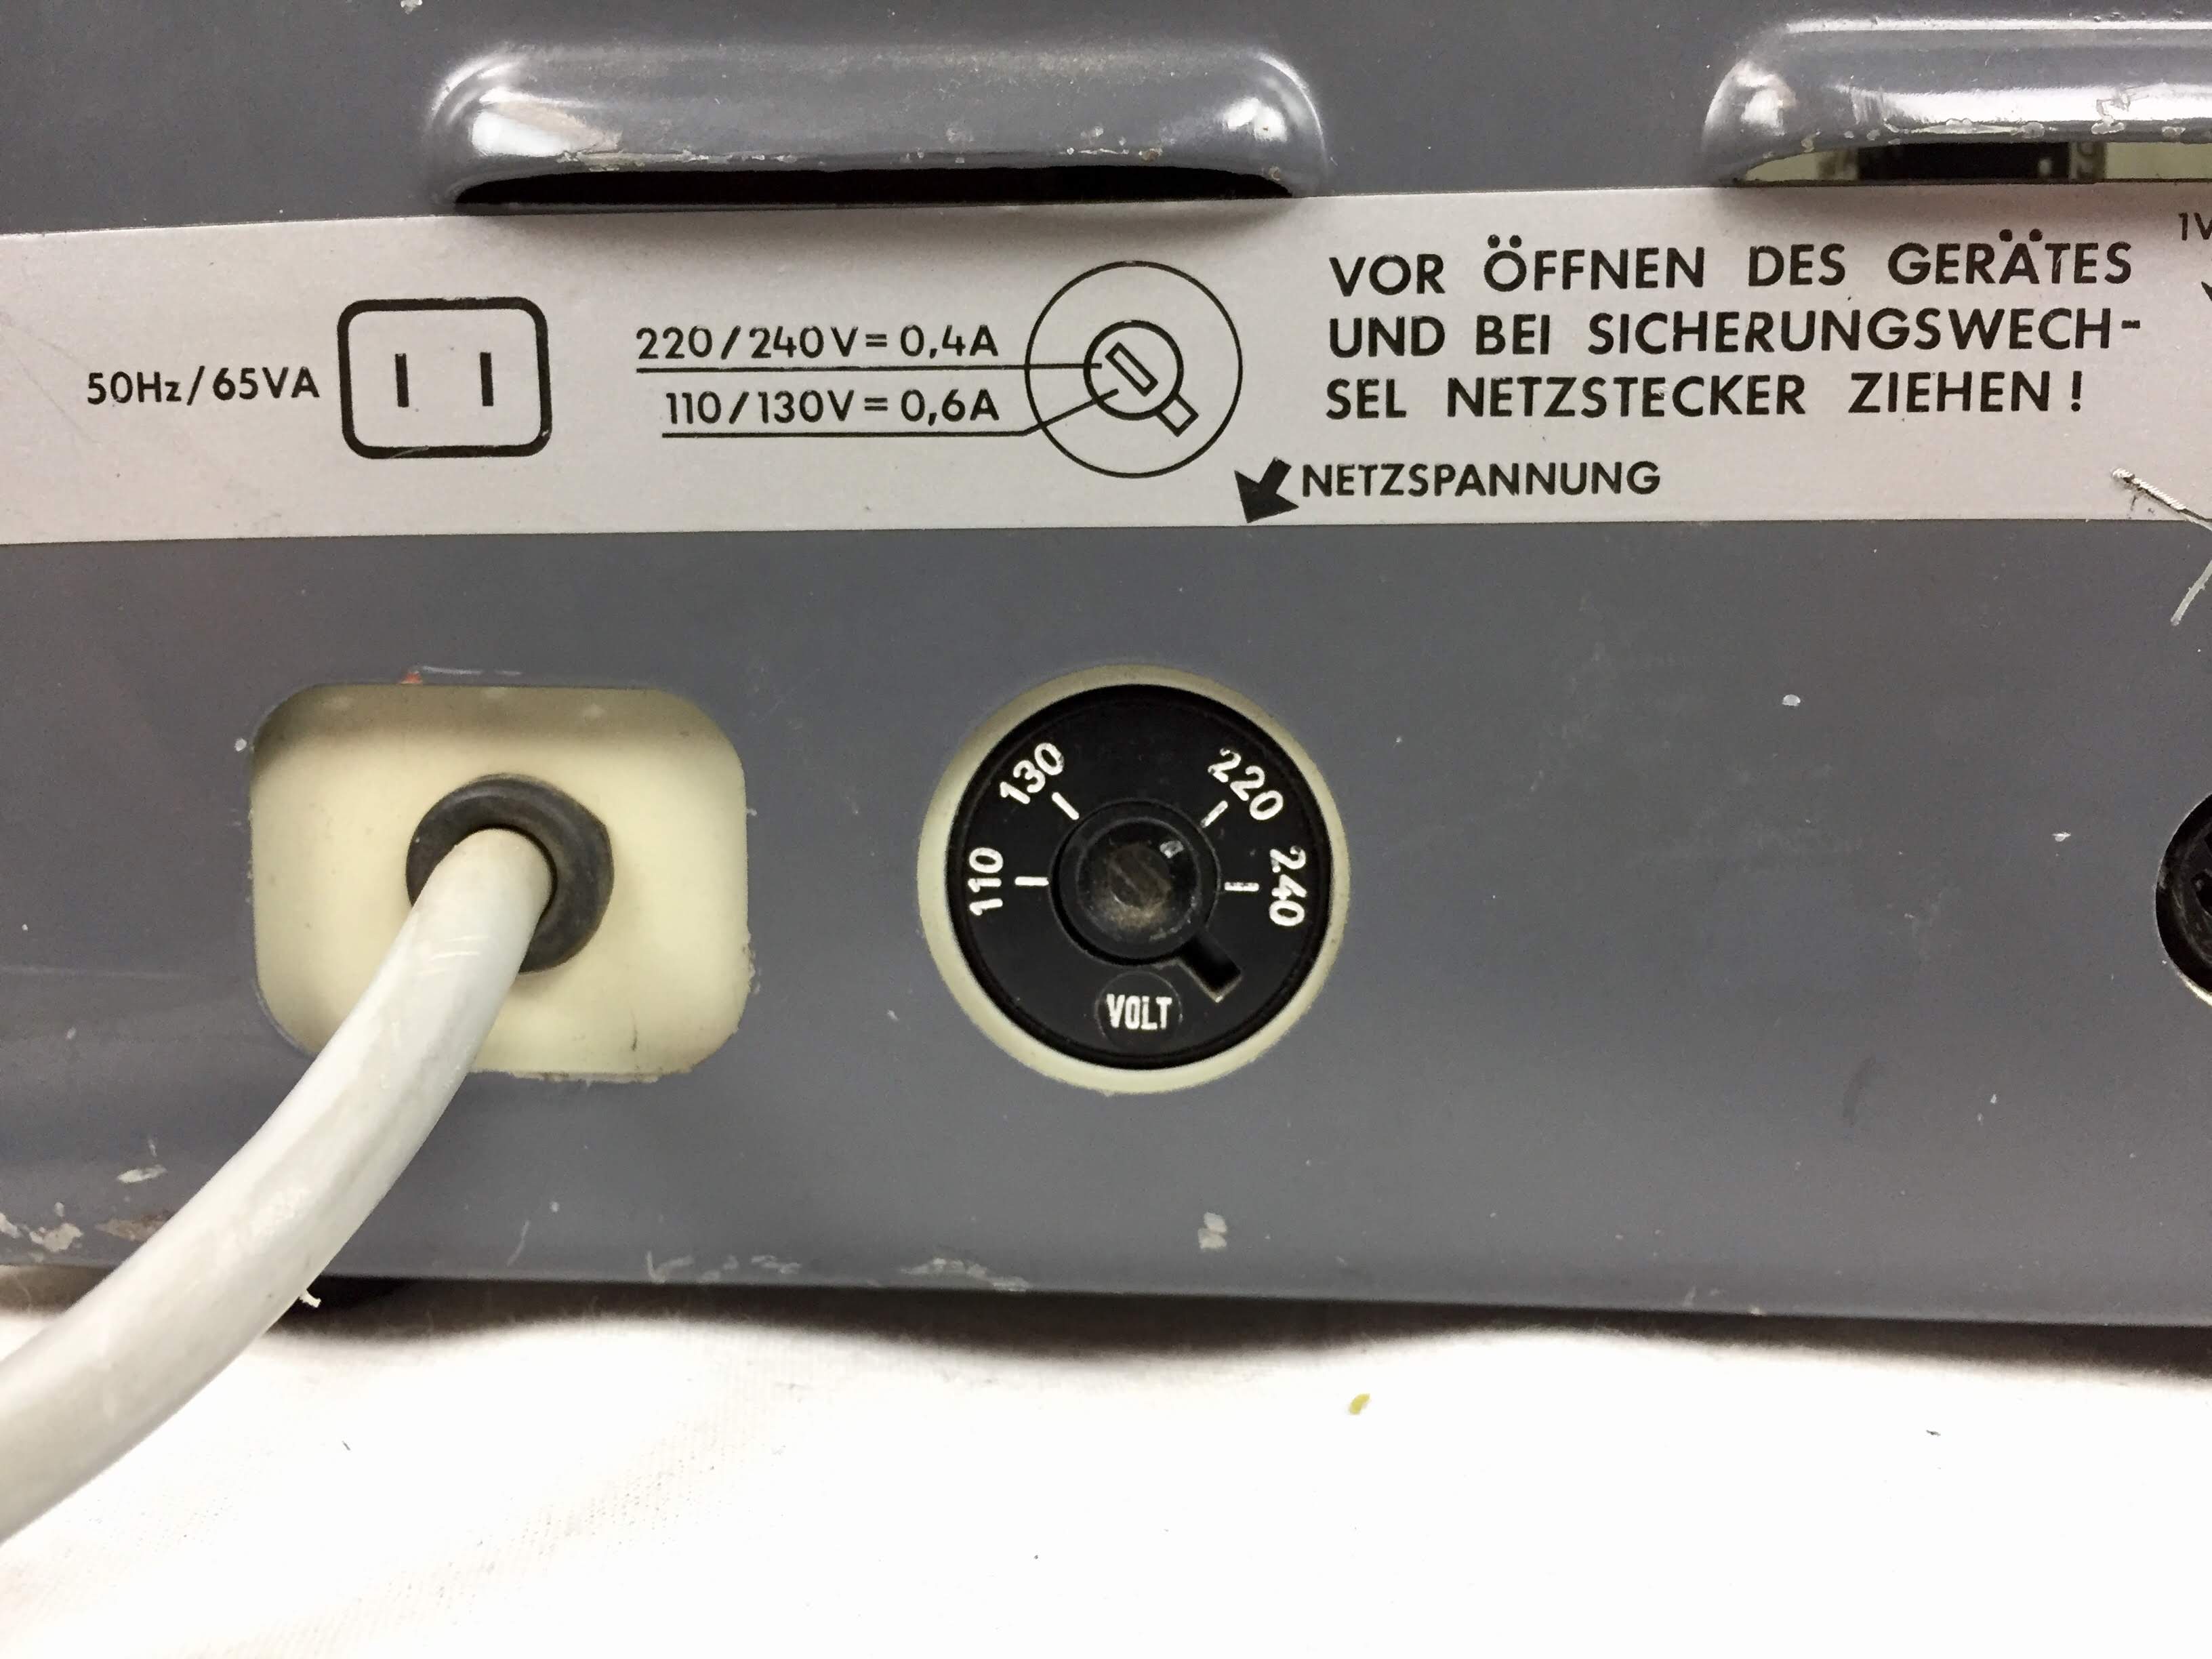 VOR ÖFFNEN DES GERÄTES
UND BEI SICHERUNGSWECH-
SEL NETZSTECKER ZIEHEN!
50Hz/65VA
220/240V=0,4A
110/130V=0,6A
NETZSPANNUNG
110
130
220
240
VOLT